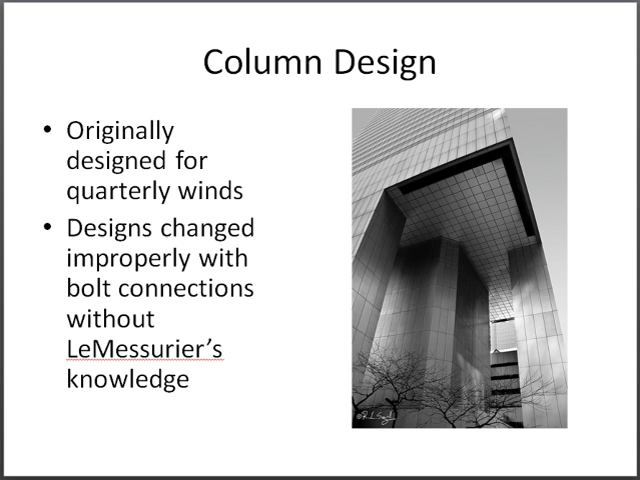 Column Design
• Originally
designed for
quarterly winds
• Designs changed
improperly with
bolt connections
without
LeMessurier's
knowledge